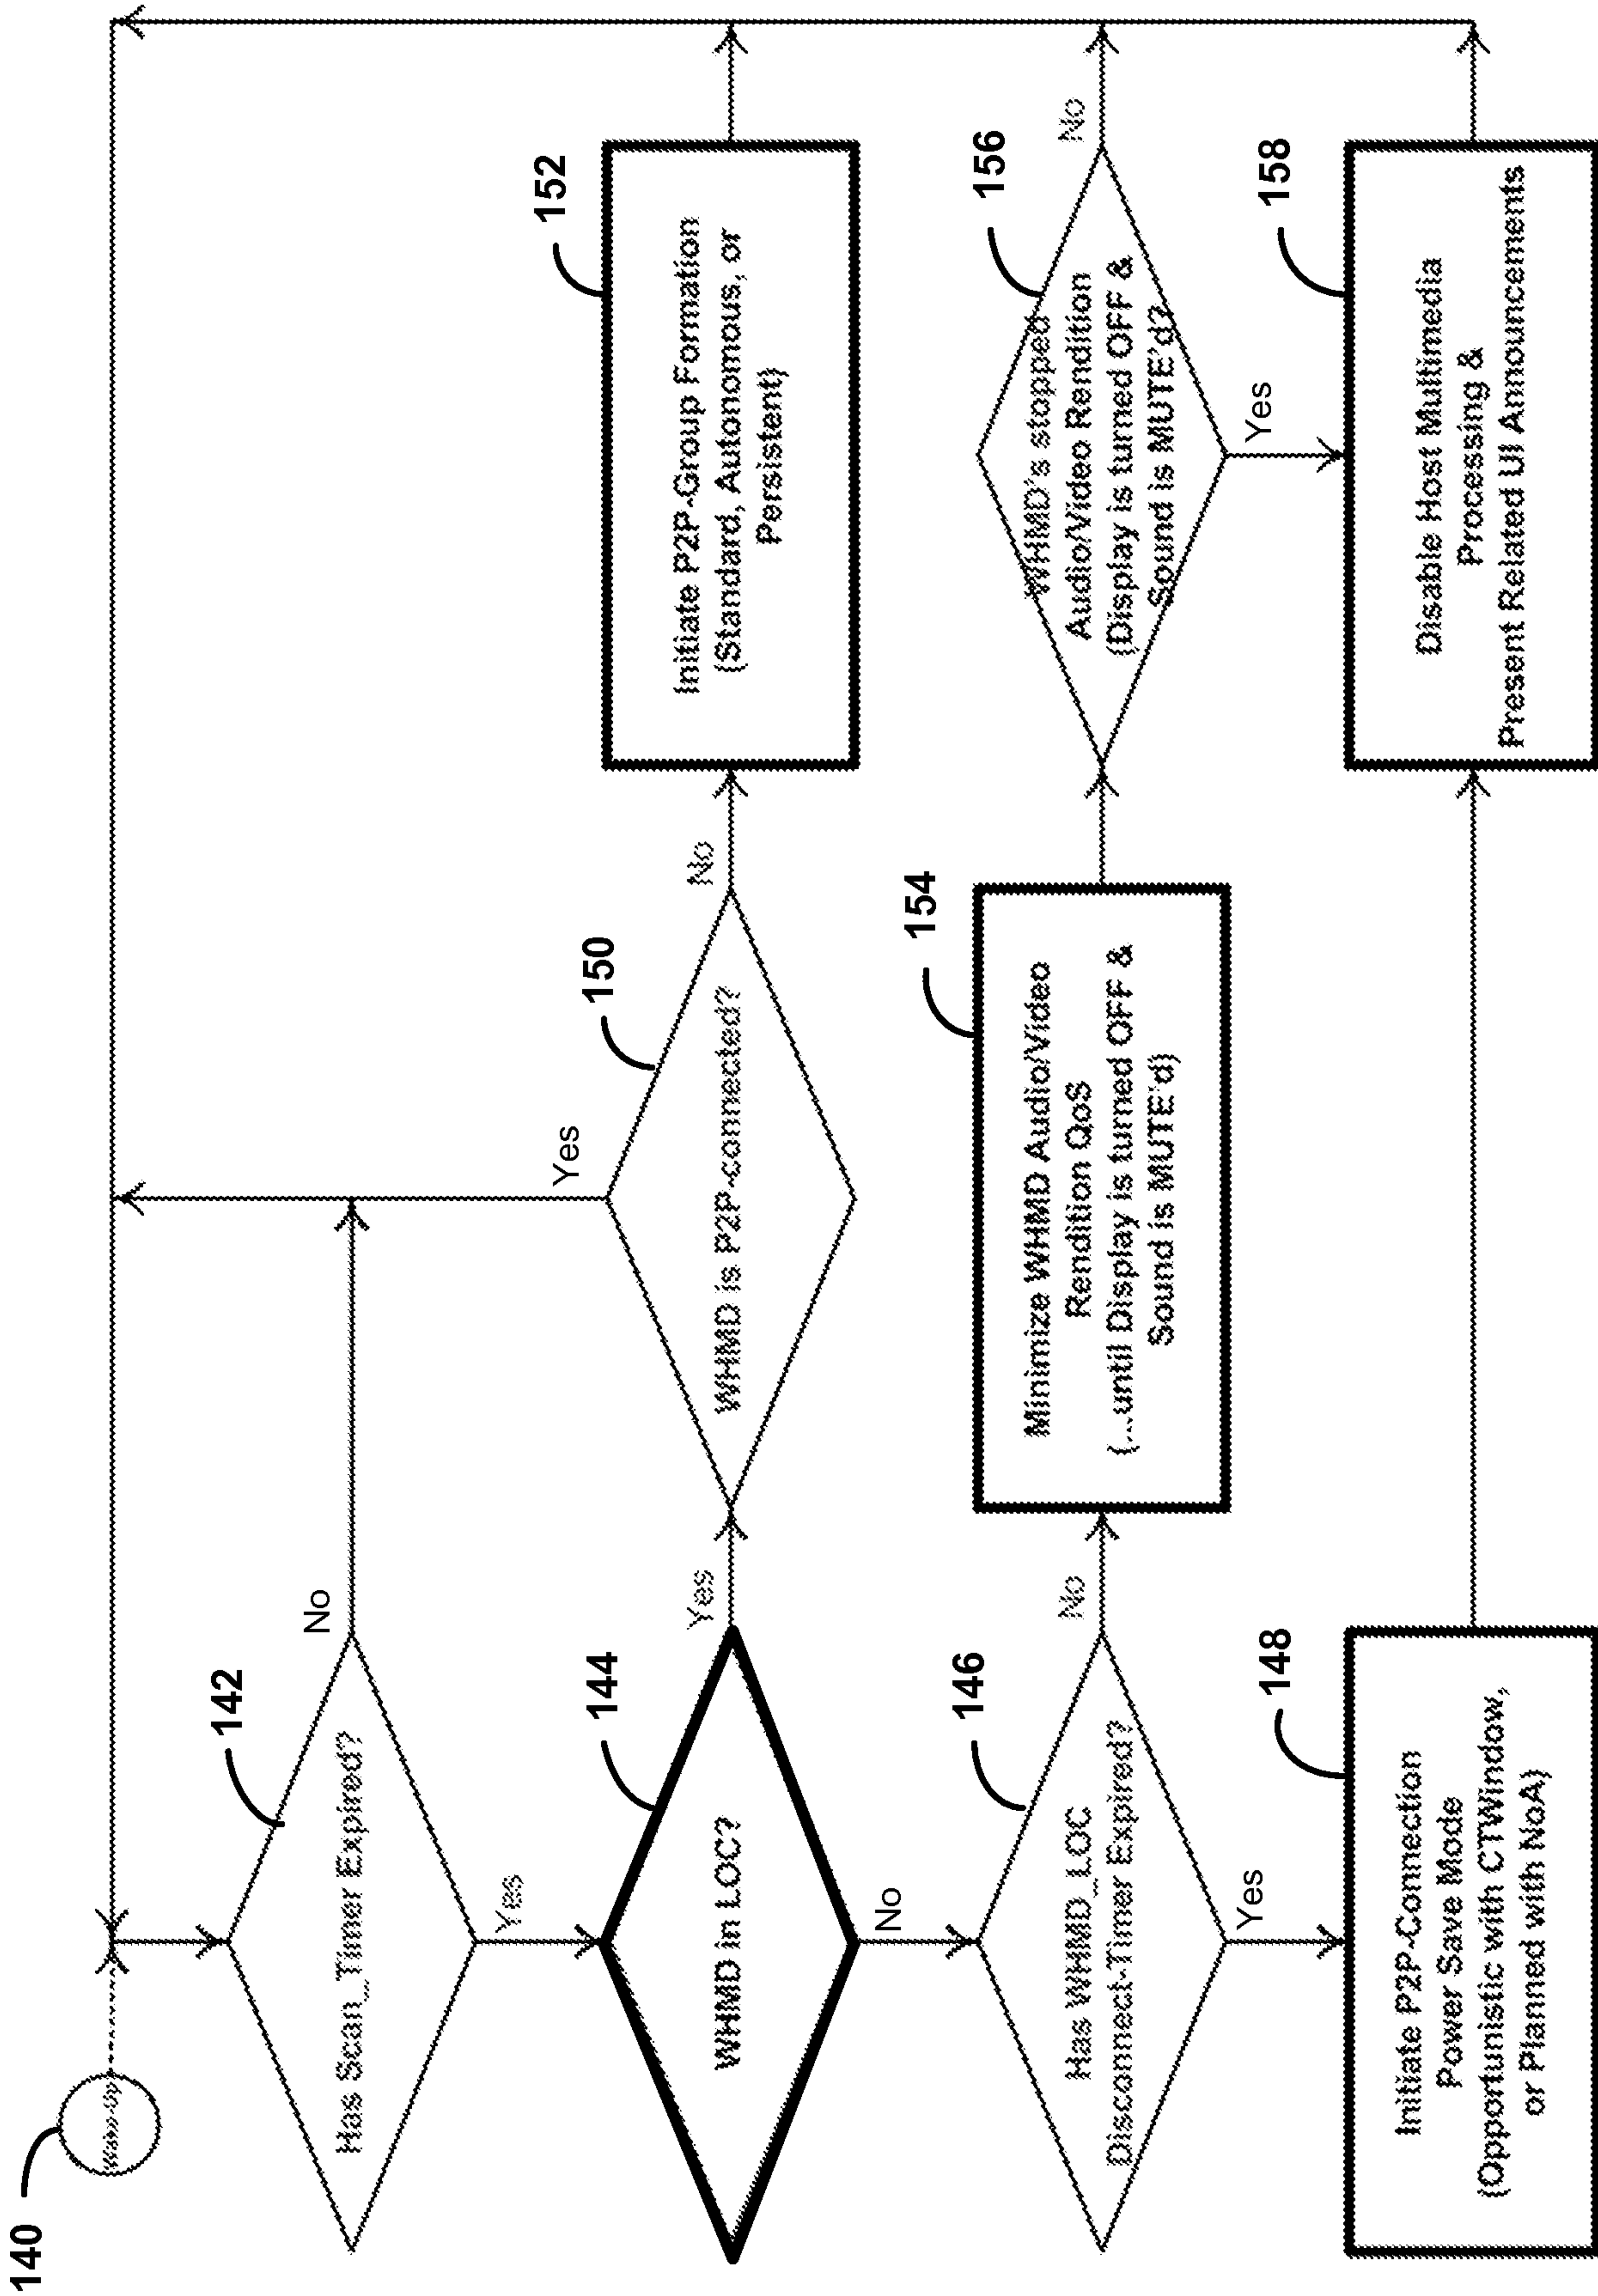 140
Wake-Up
142
Has Scan_Timer Expired?
No
Yes
144
WHMD in LOC?
Yes
No
150
WHMD is P2P-connected?
Yes
No
152
Initiate P2P-Group Formation
(Standard, Autonomous, or
Persistent)
146
Has WHMD_LOC
Disconnect-Timer Expired?
No
Yes
154
Minimize WHMD Audio/Video
Rendition QoS
(...until Display is turned OFF &
Sound is MUTE'd)
156
WHMD's stopped
Audio/Video Rendition
(Display is turned OFF &
Sound is MUTE'd?
No
Yes
148
Initiate P2P-Connection
Power Save Mode
(Opportunistic with CTWindow,
or Planned with NoA)
158
Disable Host Multimedia
Processing &
Present Related UI Announcements